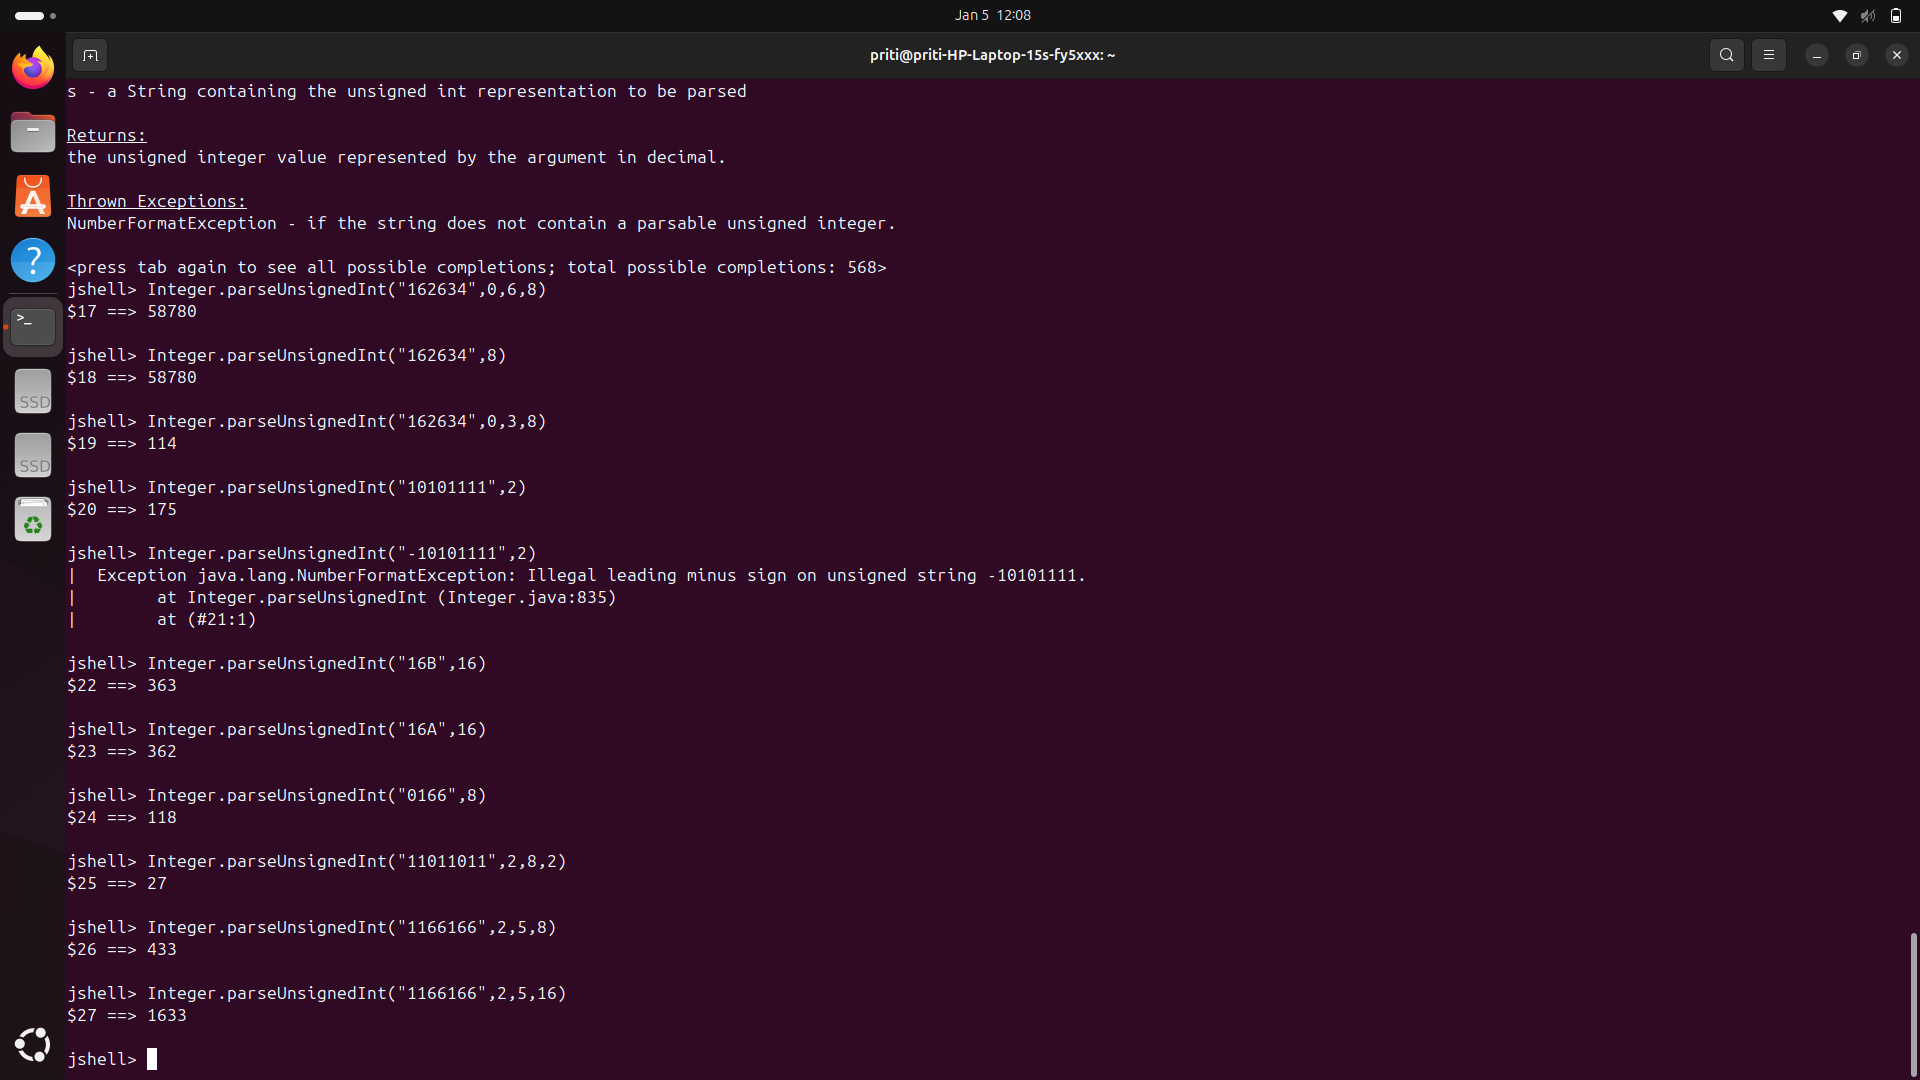 Jan 5 12:08
priti@priti-HP-Laptop-15s-fy5xxx: ~
s - a String containing the unsigned int representation to be parsed
Returns:
the unsigned integer value represented by the argument in decimal.
Thrown Exceptions:
NumberFormatException - if the string does not contain a parsable unsigned integer.
<press tab again to see all possible completions; total possible completions: 568>
jshell> Integer.parseUnsignedInt("162634",0,6,8)
$17 ==> 58780
jshell> Integer.parseUnsignedInt("162634",8)
$18 ==> 58780
jshell> Integer.parseUnsignedInt("162634",0,3,8)
$19 ==> 114
jshell> Integer.parseUnsignedInt("10101111",2)
$20 ==> 175
jshell> Integer.parseUnsignedInt("-10101111",2)
|  Exception java.lang.NumberFormatException: Illegal leading minus sign on unsigned string -10101111.
|        at Integer.parseUnsignedInt (Integer.java:835)
|        at (#21:1)
jshell> Integer.parseUnsignedInt("16B",16)
$22 ==> 363
jshell> Integer.parseUnsignedInt("16A",16)
$23 ==> 362
jshell> Integer.parseUnsignedInt("0166",8)
$24 ==> 118
jshell> Integer.parseUnsignedInt("11011011",2,8,2)
$25 ==> 27
jshell> Integer.parseUnsignedInt("1166166",2,5,8)
$26 ==> 433
jshell> Integer.parseUnsignedInt("1166166",2,5,16)
$27 ==> 1633
jshell>
SSD
SSD